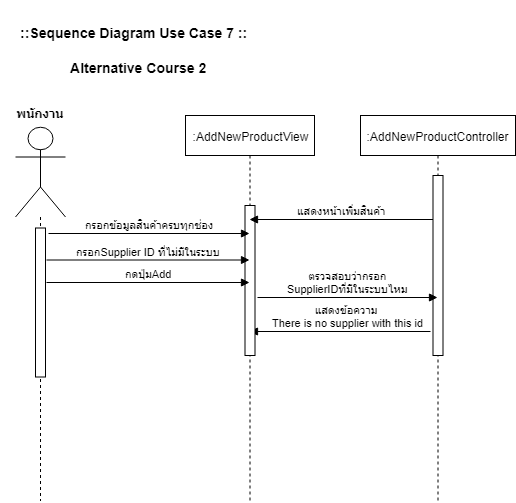 ::Sequence Diagram Use Case 7 ::
Alternative Course 2
พนักงาน
:AddNewProductView
:AddNewProductController
แสดงหน้าเพิ่มสินค้า
กรอกข้อมูลสินค้าครบทุกช่อง
กรอกSupplier ID ที่ไม่มีในระบบ
กดปุ่มAdd
ตรวจสอบว่ากรอก
SupplierIDที่มีในระบบไหม
แสดงข้อความ
There is no supplier with this id